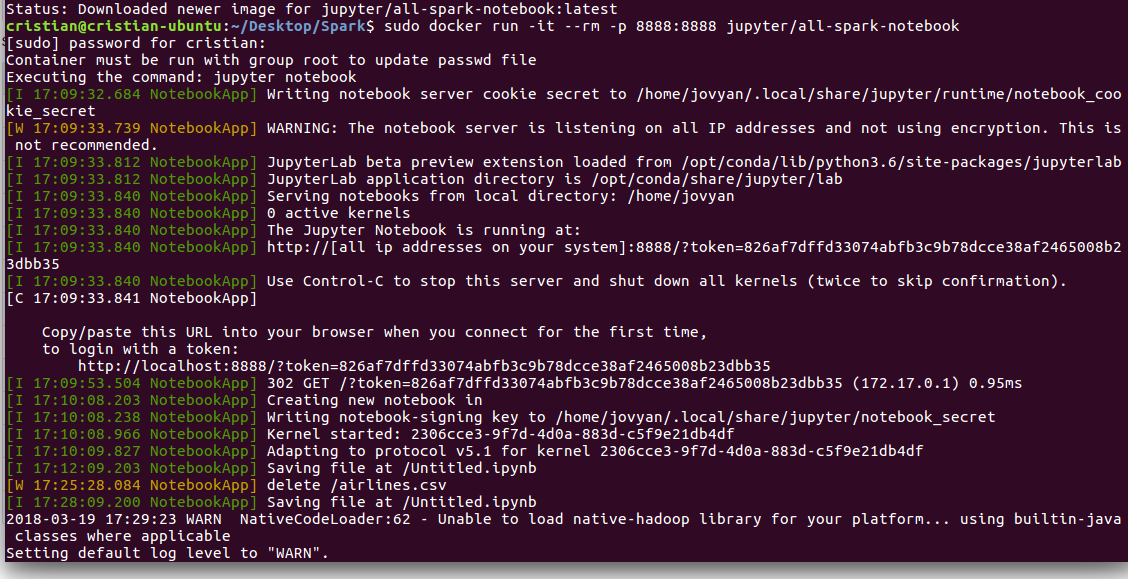 Status: Downloaded newer image for jupyter/all-spark-notebook:latest
cristian@cristian-ubuntu:~/Desktop/Spark$ sudo docker run -it --rm -p 8888:8888 jupyter/all-spark-notebook
[sudo] password for cristian:
Container must be run with group root to update passwd file
Executing the command: jupyter notebook
[I 17:09:32.684 NotebookApp] Writing notebook server cookie secret to /home/jovyan/.local/share/jupyter/runtime/notebook_coo
kie_secret
[W 17:09:33.739 NotebookApp] WARNING: The notebook server is listening on all IP addresses and not using encryption. This is
 not recommended.
[I 17:09:33.812 NotebookApp] JupyterLab beta preview extension loaded from /opt/conda/lib/python3.6/site-packages/jupyterlab
[I 17:09:33.812 NotebookApp] JupyterLab application directory is /opt/conda/share/jupyter/lab
[I 17:09:33.840 NotebookApp] Serving notebooks from local directory: /home/jovyan
[I 17:09:33.840 NotebookApp] 0 active kernels
[I 17:09:33.840 NotebookApp] The Jupyter Notebook is running at:
[I 17:09:33.840 NotebookApp] http://[all ip addresses on your system]:8888/?token=826af7dffd33074abfb3c9b78dcce38af2465008b2
3dbb35
[I 17:09:33.840 NotebookApp] Use Control-C to stop this server and shut down all kernels (twice to skip confirmation).
[C 17:09:33.841 NotebookApp]
    Copy/paste this URL into your browser when you connect for the first time,
    to login with a token:
        http://localhost:8888/?token=826af7dffd33074abfb3c9b78dcce38af2465008b23dbb35
[I 17:09:53.504 NotebookApp] 302 GET /?token=826af7dffd33074abfb3c9b78dcce38af2465008b23dbb35 (172.17.0.1) 0.95ms
[I 17:10:08.203 NotebookApp] Creating new notebook in
[I 17:10:08.238 NotebookApp] Writing notebook-signing key to /home/jovyan/.local/share/jupyter/notebook_secret
[I 17:10:08.966 NotebookApp] Kernel started: 2306cce3-9f7d-4d0a-883d-c5f9e21db4df
[I 17:10:09.827 NotebookApp] Adapting to protocol v5.1 for kernel 2306cce3-9f7d-4d0a-883d-c5f9e21db4df
[I 17:12:09.203 NotebookApp] Saving file at /Untitled.ipynb
[W 17:25:28.084 NotebookApp] delete /airlines.csv
[I 17:28:09.200 NotebookApp] Saving file at /Untitled.ipynb
2018-03-19 17:29:23 WARN  NativeCodeLoader:62 - Unable to load native-hadoop library for your platform... using builtin-java
 classes where applicable
Setting default log level to "WARN".